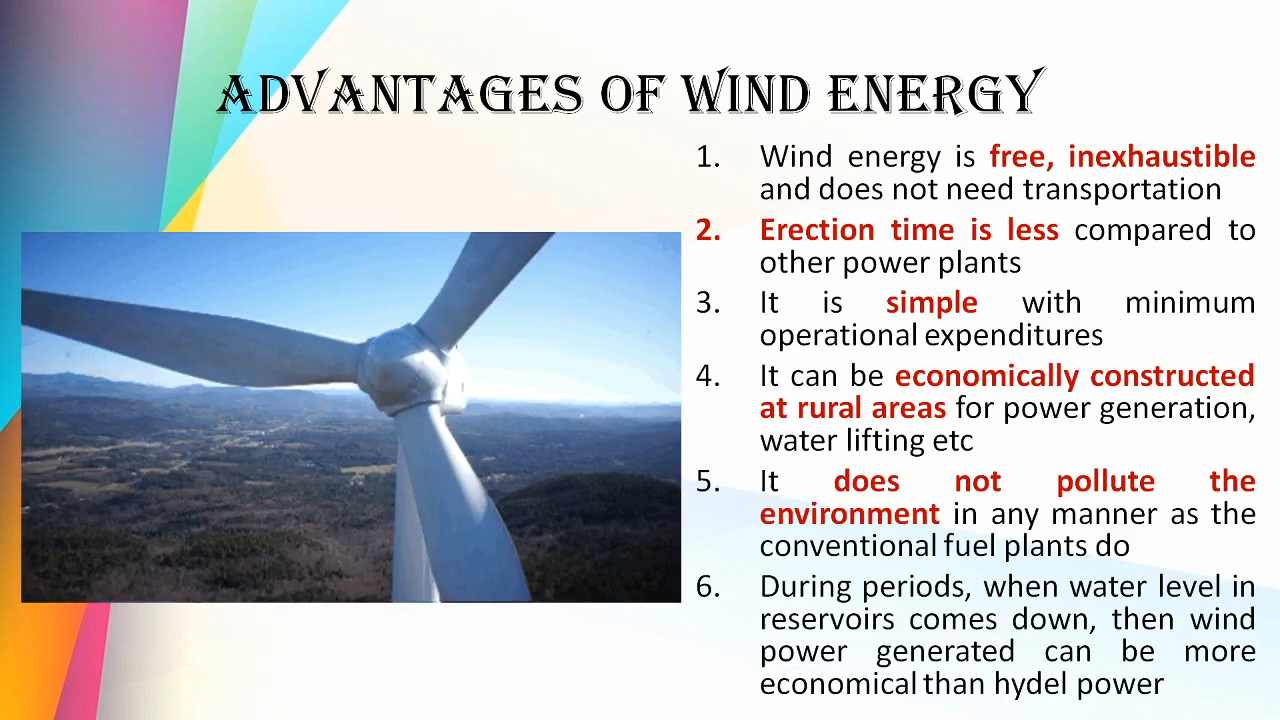 ADVANTAGES OF WIND ENERGY
1. Wind energy is free, inexhaustible
and does not need transportation
2. Erection time is less compared to
other power plants
3. It is simple with minimum
operational expenditures
4. It can be economically constructed
at rural areas for power generation,
water lifting etc
5. It does not pollute the
environment in any manner as the
conventional fuel plants do
6. During periods, when water level in
reservoirs comes down, then wind
power generated can be more
economical than hydel power